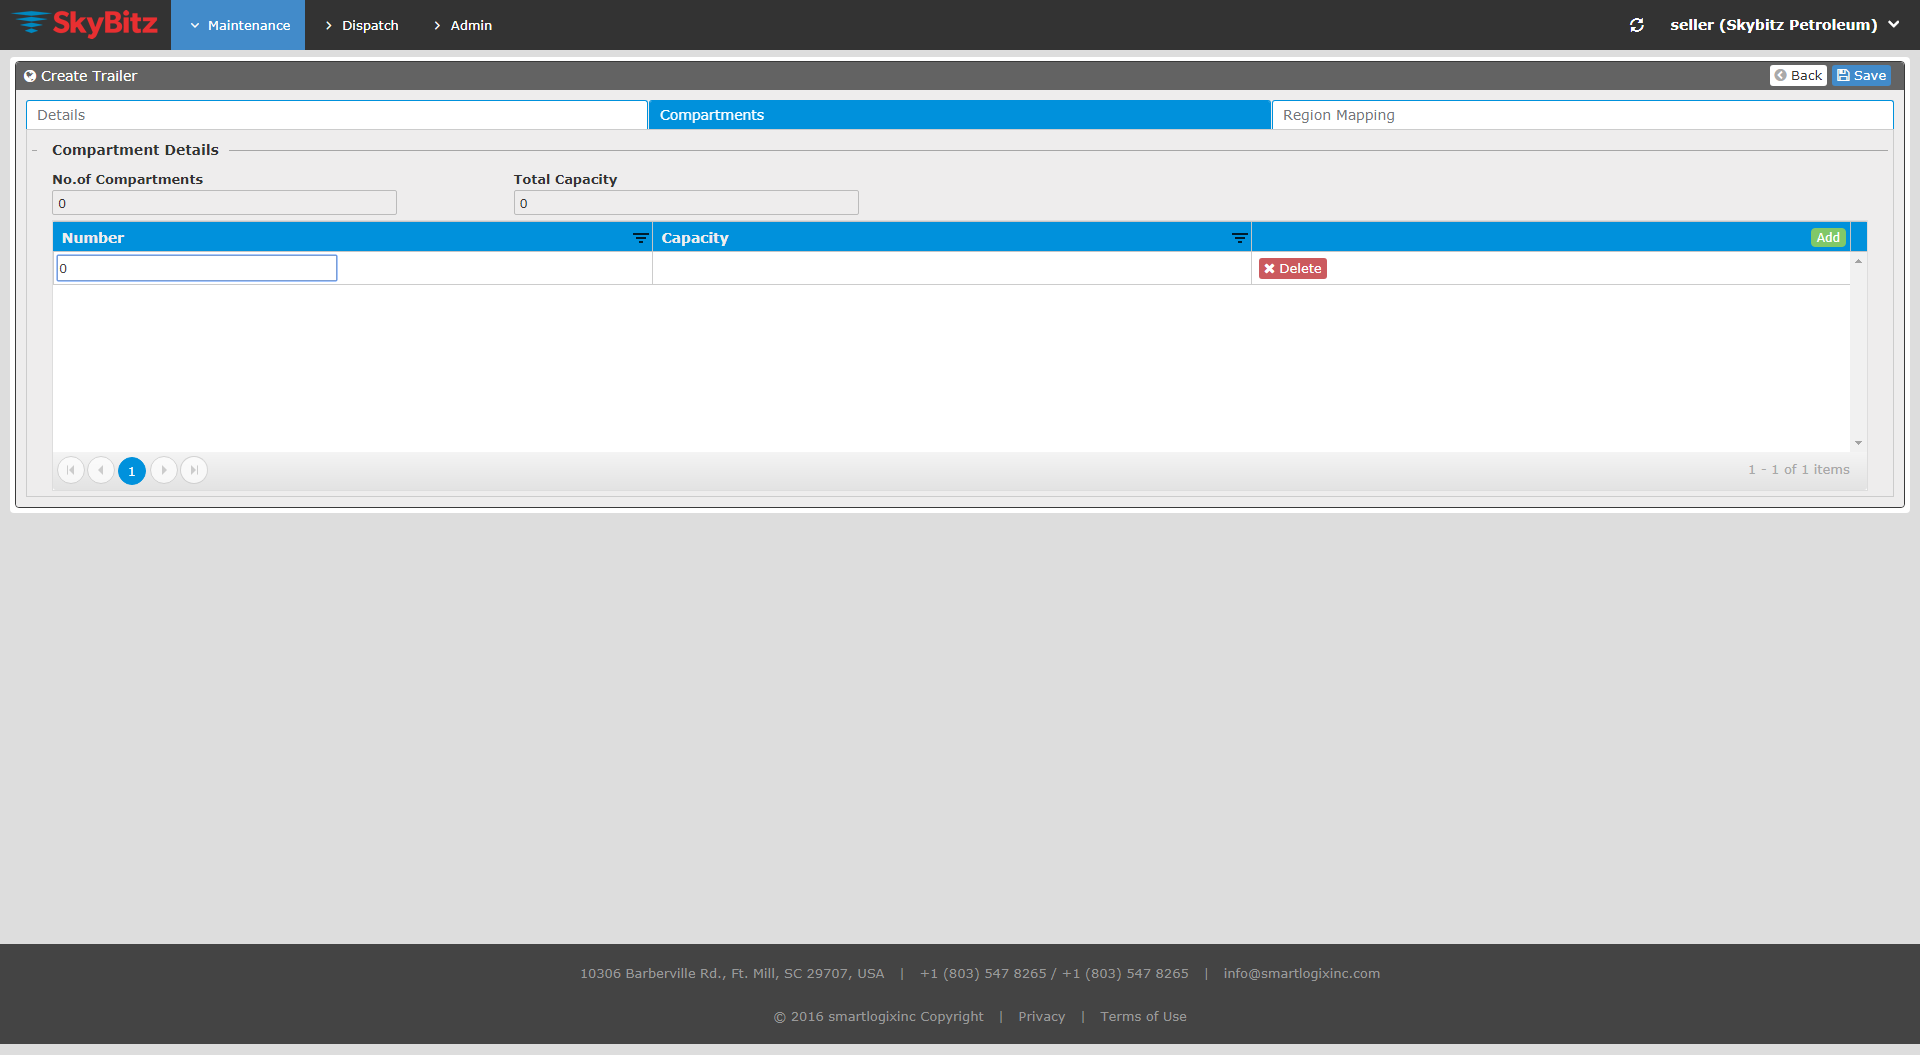 SkyBitz Maintenance Dispatch Admin seller (Skybitz Petroleum)
Create Trailer Back Save
Details Compartments Region Mapping
Compartment Details
No.of Compartments Total Capacity
0 0
Number Capacity Add
0 Delete
1 1 - 1 of 1 items
10306 Barberville Rd., Ft. Mill, SC 29707, USA | +1 (803) 547 8265 / +1 (803) 547 8265 | info@smartlogixinc.com
© 2016 smartlogixinc Copyright | Privacy | Terms of Use